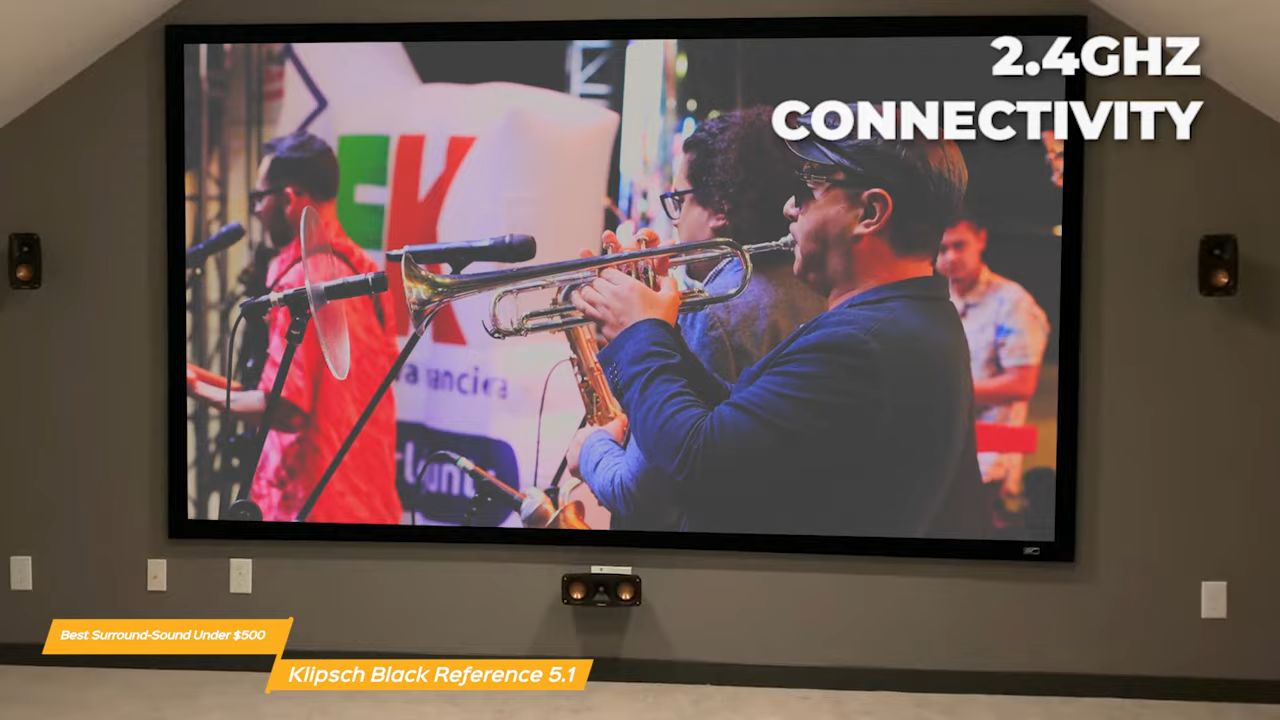 2.4GHZ
CONNECTIVITY
Best Surround-Sound Under $500
Klipsch Black Reference 5.1